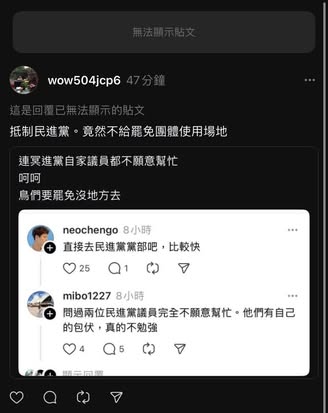 無法顯示貼文
wow504jcp6 47分鐘
這是回覆已無法顯示的貼文
抵制民進黨。竟然不給罷免團體使用場地
連冥進黨自家議員都不願意幫忙
呵呵
鳥們要罷免沒地方去
neochengo 8小時
直接去民進黨黨部吧，比較快
25 1
mibo1227 8小時
問過兩位民進黨議員完全不願意幫忙。他們有自己
的包伏，真的不勉強
4 5
顯示回覆